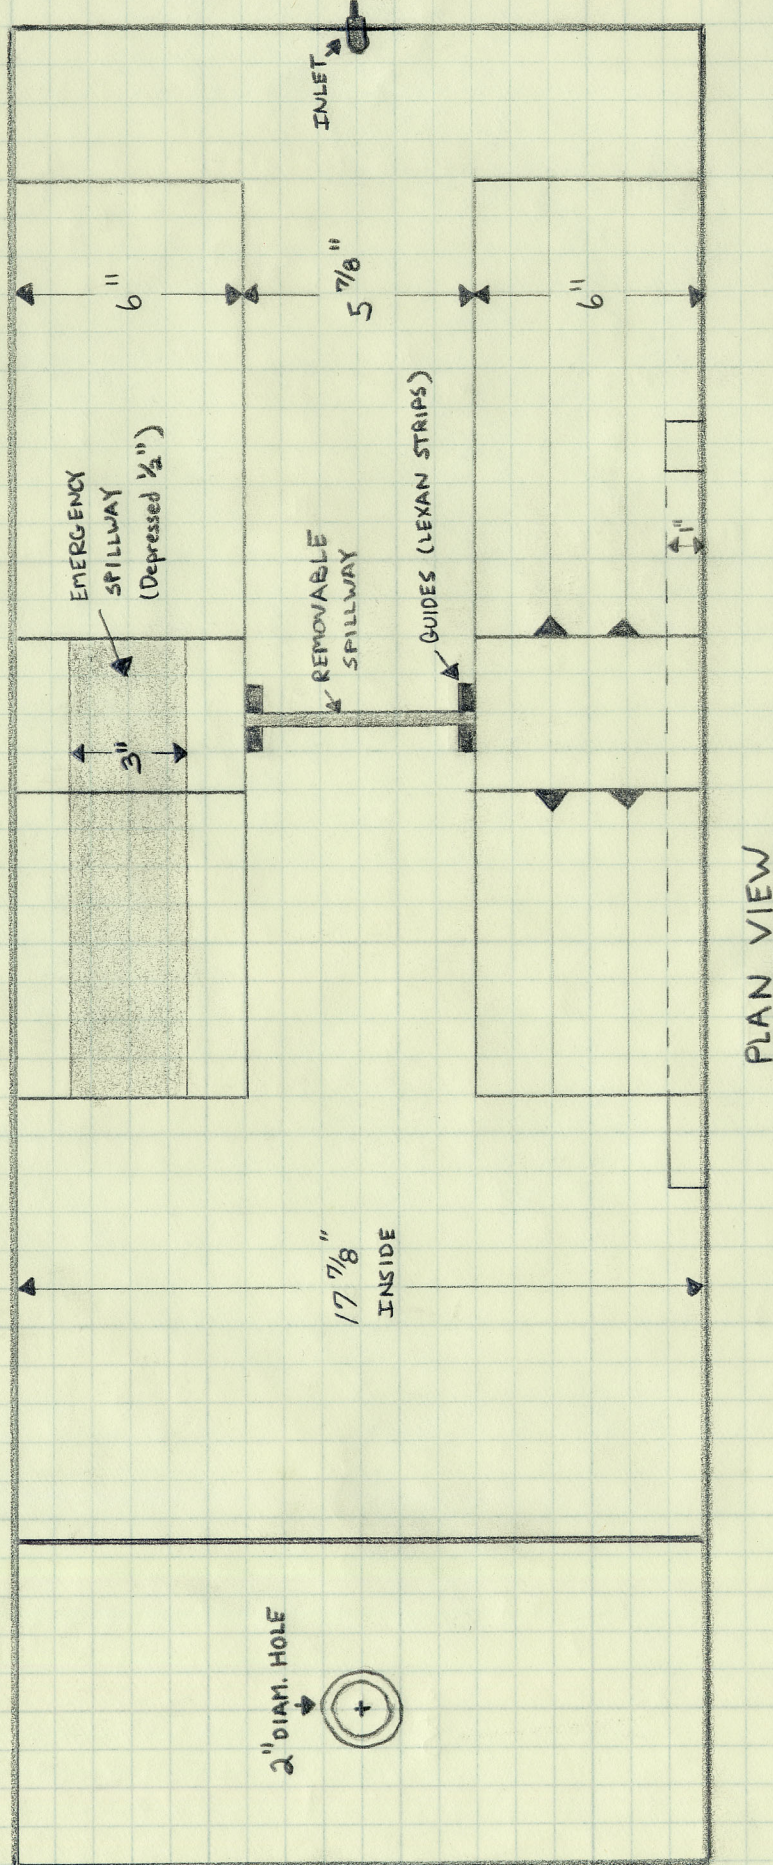 INLET
6"
5 7/8"
6"
EMERGENCY
SPILLWAY
(Depressed 1/2")
REMOVABLE
SPILLWAY
GUIDES (LEXAN STRIPS)
1"
3"
17 7/8"
INSIDE
2" DIAM. HOLE
PLAN VIEW